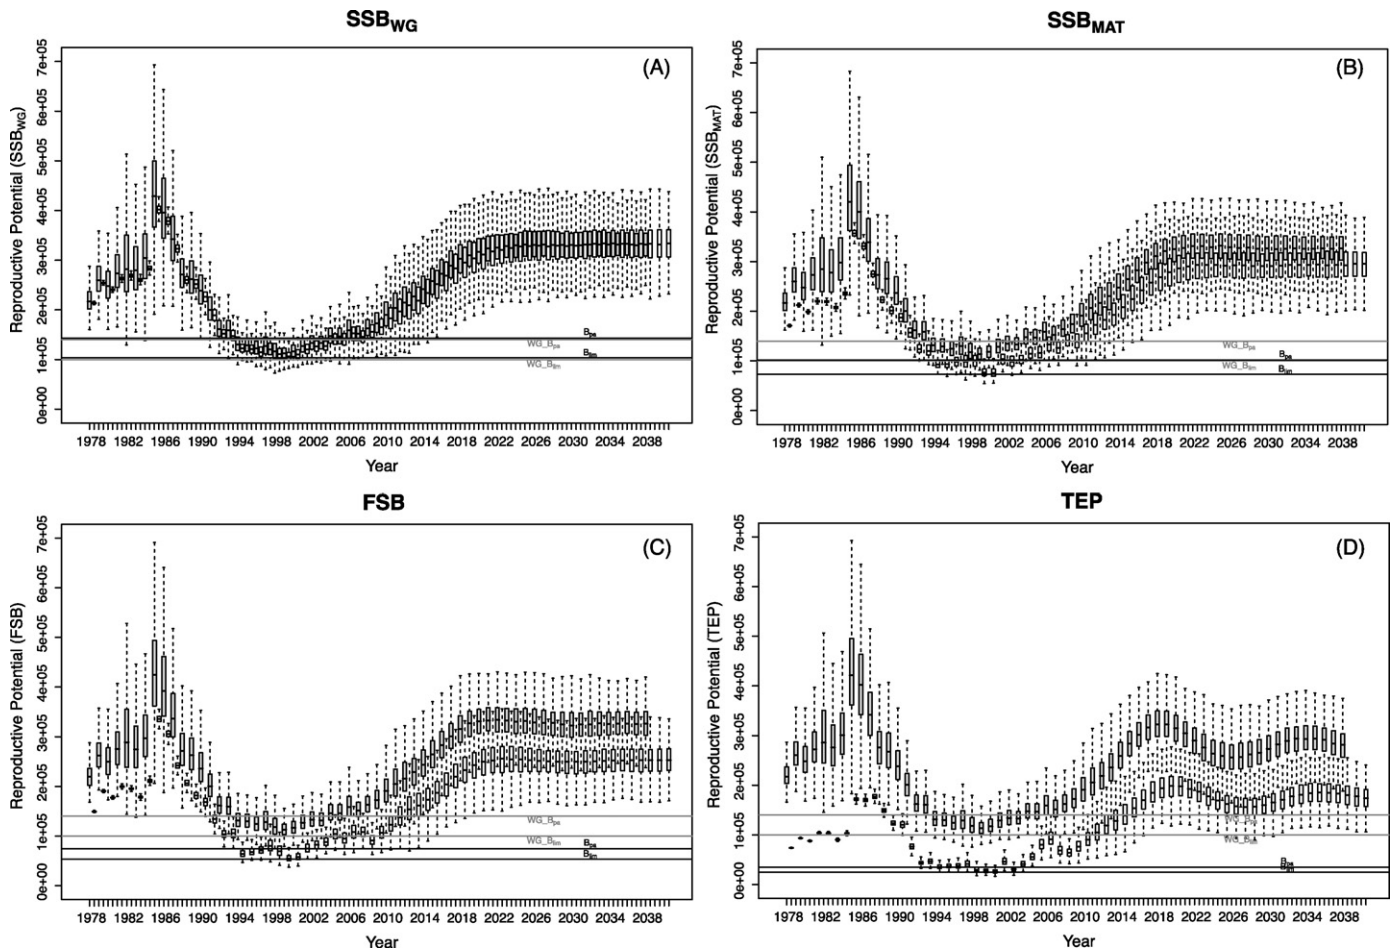 SSBWG
SSBMAT
(A)
Reproductive Potential (SSBWG)
7e+05
6e+05
5e+05
4e+05
3e+05
2e+05
1e+05
0e+00
Bpa
WG_Bpa
Blim
WG_Blim
1978 1982 1986 1990 1994 1998 2002 2006 2010 2014 2018 2022 2026 2030 2034 2038
Year
(B)
Reproductive Potential (SSBMAT)
7e+05
6e+05
5e+05
4e+05
3e+05
2e+05
1e+05
0e+00
WG_Bpa
Bpa
WG_Blim
Blim
1978 1982 1986 1990 1994 1998 2002 2006 2010 2014 2018 2022 2026 2030 2034 2038
Year
FSB
TEP
(C)
Reproductive Potential (FSB)
7e+05
6e+05
5e+05
4e+05
3e+05
2e+05
1e+05
0e+00
WG_Bpa
WG_Blim
Bpa
Blim
1978 1982 1986 1990 1994 1998 2002 2006 2010 2014 2018 2022 2026 2030 2034 2038
Year
(D)
Reproductive Potential (TEP)
7e+05
6e+05
5e+05
4e+05
3e+05
2e+05
1e+05
0e+00
WG_Bpa
WG_Blim
Bpa
Blim
1978 1982 1986 1990 1994 1998 2002 2006 2010 2014 2018 2022 2026 2030 2034 2038
Year